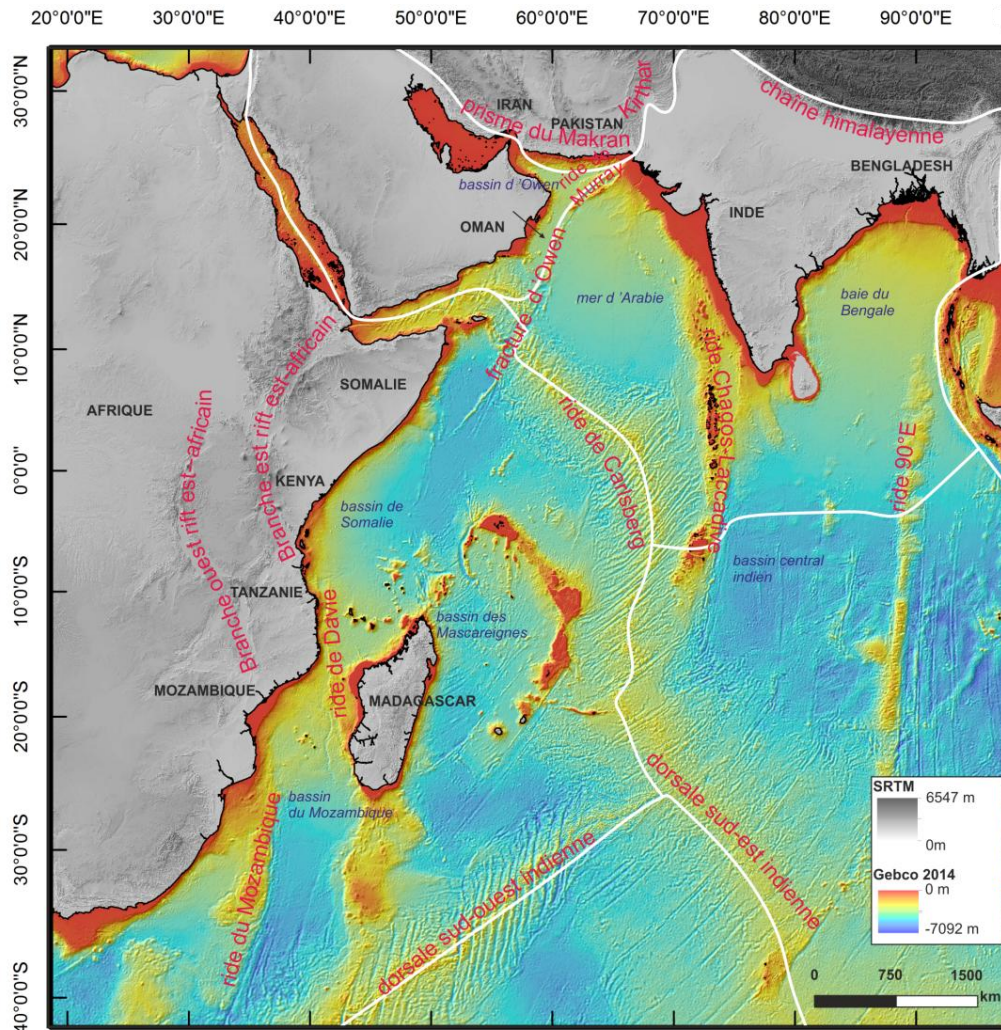 20°0'0"E 30°0'0"E 40°0'0"E 50°0'0"E 60°0'0"E 70°0'0"E 80°0'0"E 90°0'0"E
30°0'0"N
20°0'0"N
10°0'0"N
0°0'0"
10°0'0"S
20°0'0"S
30°0'0"S
40°0'0"S
IRAN
prisme du Makran
PAKISTAN
Kirthar
chaîne himalayenne
BENGLADESH
bassin d 'Owen
ride de
Murray
OMAN
INDE
fracture d 'Owen
mer d 'Arabie
baie du
Bengale
AFRIQUE
SOMALIE
Branche est rift est-africain
Branche ouest rift est-africain
ride de Carlsberg
ride Chagos-Laccadive
ride 90°E
KENYA
bassin de
Somalie
bassin central
indien
TANZANIE
bassin des
Mascareignes
ride de Davie
MOZAMBIQUE
MADAGASCAR
bassin
du Mozambique
ride du Mozambique
dorsale sud-ouest indienne
dorsale sud-est indienne
SRTM
6547 m
0m
Gebco 2014
0 m
-7092 m
0 750 1500
km